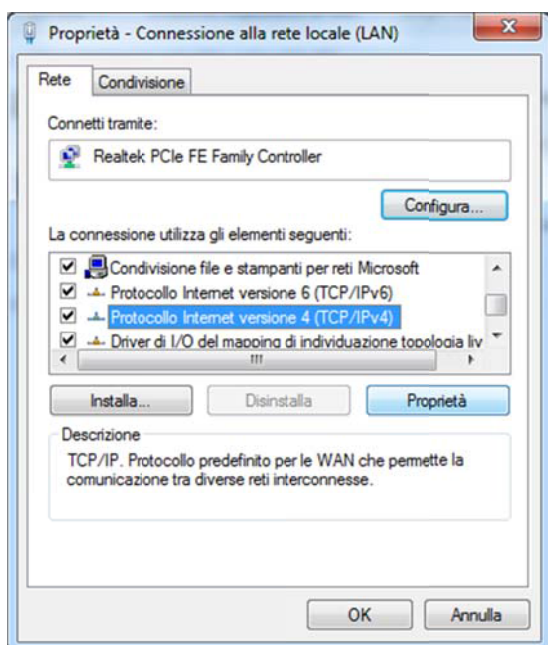 Proprietà - Connessione alla rete locale (LAN)
Rete
Condivisione
Connetti tramite:
Realtek PCIe FE Family Controller
Configura...
La connessione utilizza gli elementi seguenti:
Condivisione file e stampanti per reti Microsoft
Protocollo Internet versione 6 (TCP/IPv6)
Protocollo Internet versione 4 (TCP/IPv4)
Driver di I/O del mapping di individuazione topologia liv
Installa...
Disinstalla
Proprietà
Descrizione
TCP/IP. Protocollo predefinito per le WAN che permette la
comunicazione tra diverse reti interconnesse.
OK
Annulla